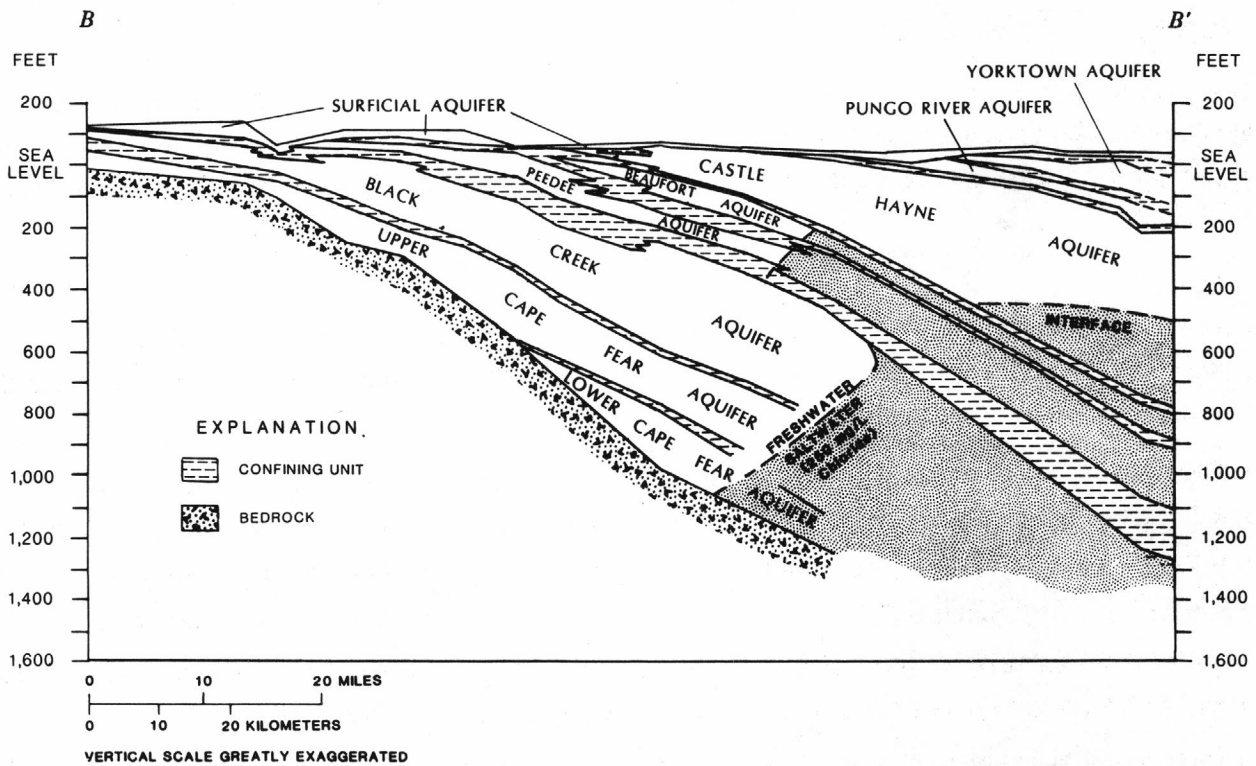 B
B'
FEET
FEET
YORKTOWN AQUIFER
PUNGO RIVER AQUIFER
SURFICIAL AQUIFER
200
200
SEA
LEVEL
SEA
LEVEL
CASTLE
HAYNE
AQUIFER
BEAUFORT
AQUIFER
PEEDEE
AQUIFER
BLACK
CREEK
AQUIFER
UPPER
CAPE
FEAR
AQUIFER
LOWER
CAPE
FEAR
AQUIFER
INTERFACE
FRESHWATER
SALTWATER
(250 mg/L
Chloride)
200
400
600
800
1,000
1,200
1,400
1,600
200
400
600
800
1,000
1,200
1,400
1,600
EXPLANATION.
CONFINING UNIT
BEDROCK
0 10 20 MILES
0 10 20 KILOMETERS
VERTICAL SCALE GREATLY EXAGGERATED